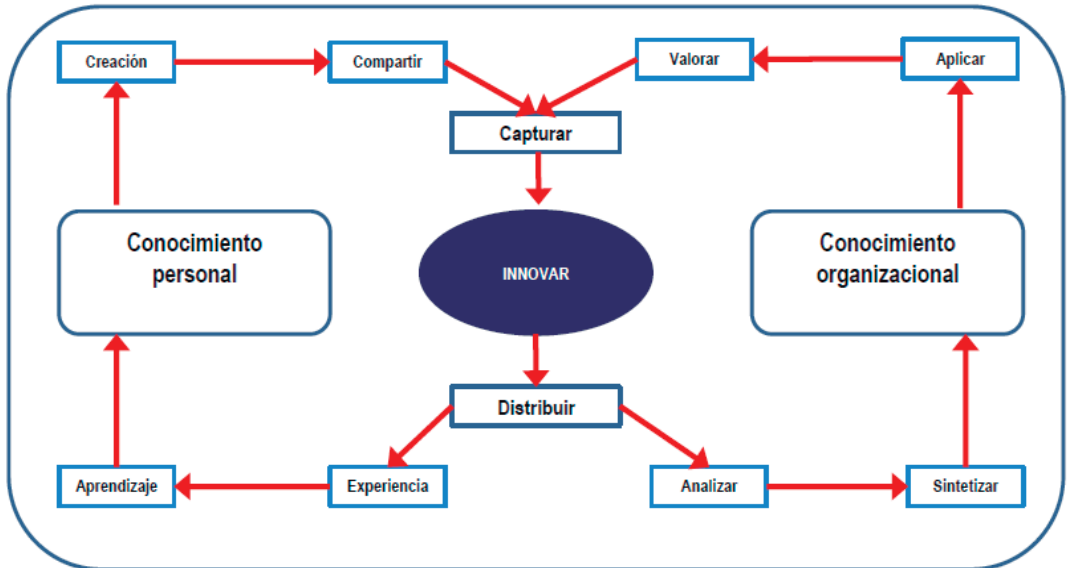 Creación
Compartir
Valorar
Aplicar
Capturar
Conocimiento
personal
INNOVAR
Conocimiento
organizacional
Distribuir
Aprendizaje
Experiencia
Analizar
Sintetizar